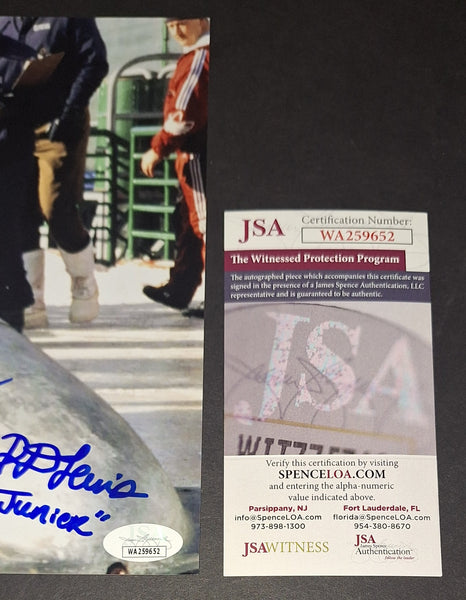 JSA
Certification Number:
WA259652
The Witnessed Protection Program
The autographed piece which accompanies this certificate was
signed in the presence of a James Spence Authentication, LLC
representative and is guaranteed to be authentic.
JSA
Verify this certification by visiting
SPENCELOA.COM
and entering the alpha-numeric
value indicated above.
Parsippany, NJ
info@SpenceLOA.com
973-898-1300
Fort Lauderdale, FL
florida@SpenceLOA.com
954-380-8670
JSAWITNESS
JSA
James Spence
Authentication
Lewis
Junior"
WA259652